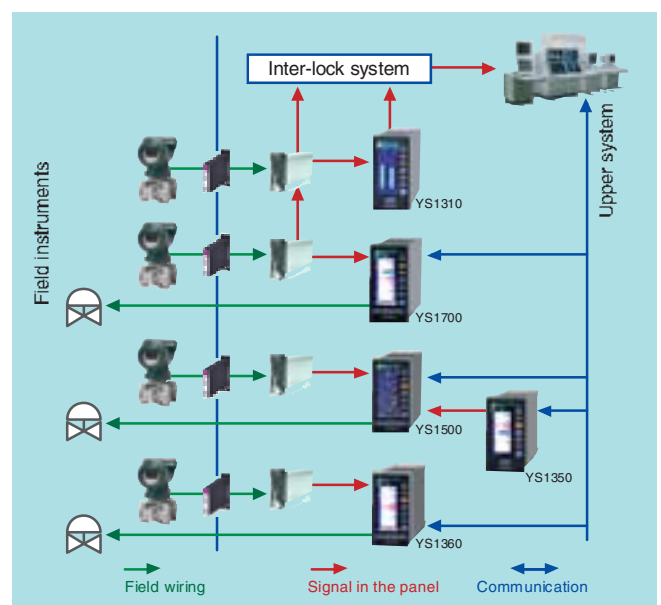 Inter-lock system
Field instruments
Upper system
YS1310
YS1700
YS1500
YS1350
YS1360
Field wiring
Signal in the panel
Communication